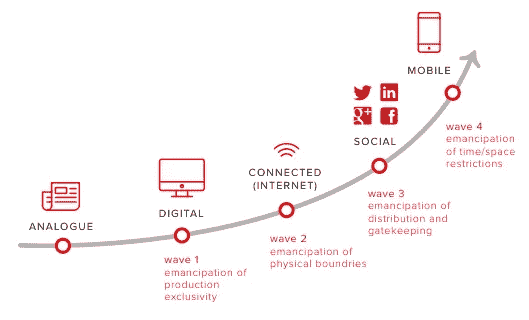 MOBILE
wave 4
emancipation
of time/space
restrictions
SOCIAL
wave 3
emancipation of
distribution and
gatekeeping
CONNECTED
(INTERNET)
wave 2
emancipation of
physical boundries
DIGITAL
wave 1
emancipation of
production
exclusivity
ANALOGUE